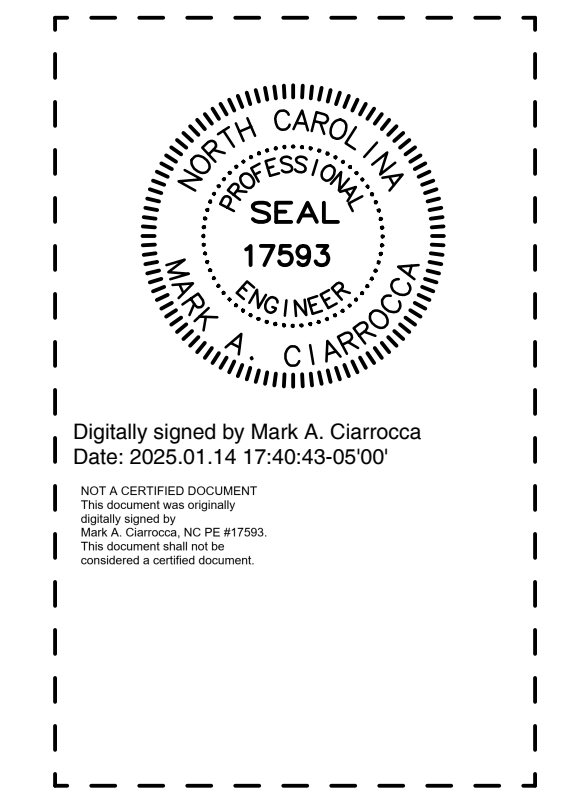 NORTH CAROLINA
PROFESSIONAL
SEAL
17593
ENGINEER
MARK A. CIARROCCA
Digitally signed by Mark A. Ciarrocca
Date: 2025.01.14 17:40:43-05'00'
NOT A CERTIFIED DOCUMENT
This document was originally
digitally signed by
Mark A. Ciarrocca, NC PE #17593.
This document shall not be
considered a certified document.